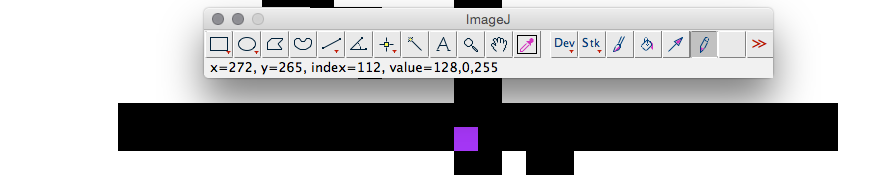 ImageJ
A
Dev Stk
x=272, y=265, index=112, value=128,0,255